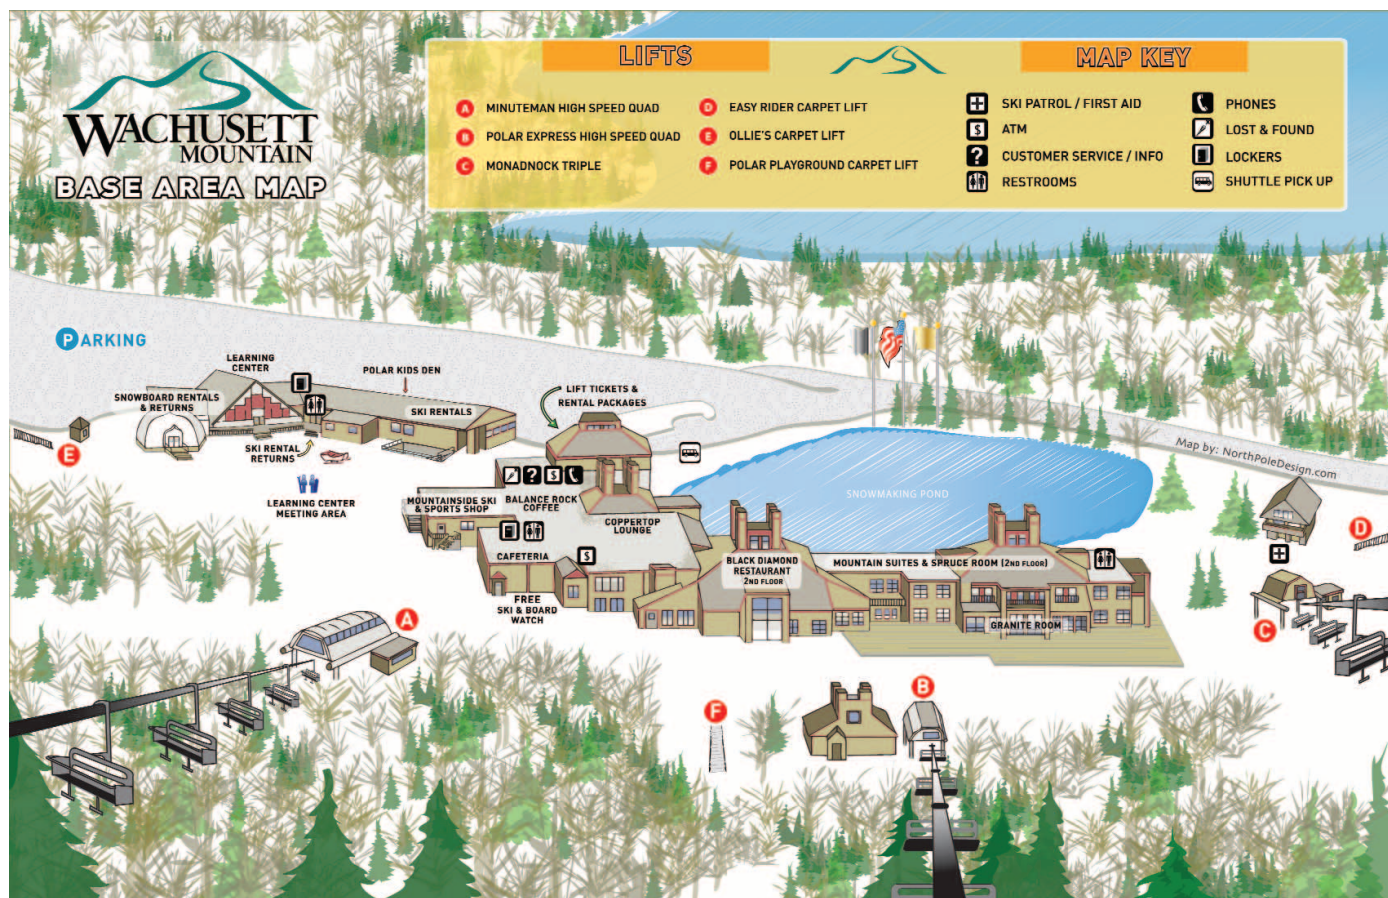 WACHUSETT
MOUNTAIN
BASE AREA MAP
LIFTS
A MINUTEMAN HIGH SPEED QUAD
B POLAR EXPRESS HIGH SPEED QUAD
C MONADNOCK TRIPLE
D EASY RIDER CARPET LIFT
E OLLIE'S CARPET LIFT
F POLAR PLAYGROUND CARPET LIFT
MAP KEY
SKI PATROL / FIRST AID
$ ATM
? CUSTOMER SERVICE / INFO
RESTROOMS
PHONES
LOST & FOUND
LOCKERS
SHUTTLE PICK UP
PARKING
LEARNING
CENTER
POLAR KIDS DEN
SNOWBOARD RENTALS
& RETURNS
SKI RENTALS
LIFT TICKETS &
RENTAL PACKAGES
E
SKI RENTAL
RETURNS
LEARNING CENTER
MEETING AREA
Map by: NorthPoleDesign.com
SNOWMAKING POND
? $
MOUNTAINSIDE SKI
& SPORTS SHOP
BALANCE ROCK
COFFEE
COPPERTOP
LOUNGE
CAFETERIA
$
FREE
SKI & BOARD
WATCH
BLACK DIAMOND
RESTAURANT
2ND FLOOR
MOUNTAIN SUITES & SPRUCE ROOM (2ND FLOOR)
GRANITE ROOM
D
C
A
B
F